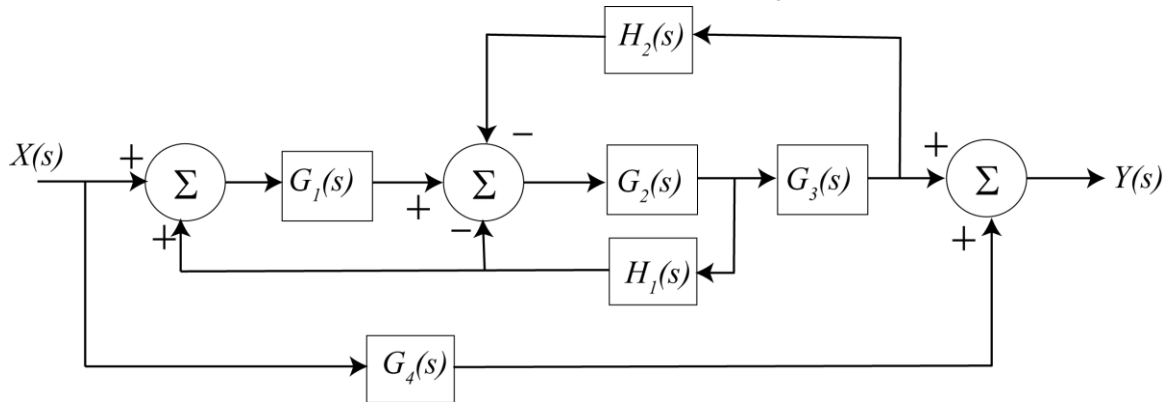 H₂(s)
−
X(s)
+
Σ
G₁(s)
+
Σ
G₂(s)
G₃(s)
+
Σ
Y(s)
+
−
+
H₁(s)
G₄(s)